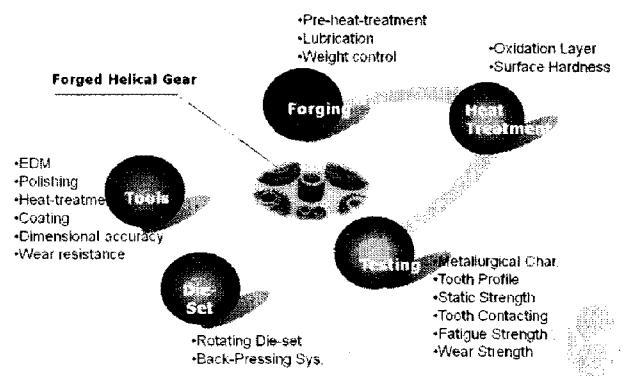 •Pre-heat-treatment
•Lubrication
•Weight control
Forging
•Oxidation Layer
•Surface Hardness
Heat
Treatment
Forged Helical Gear
•EDM
•Polishing
•Heat-treatme
•Coating
•Dimensional accuracy
•Wear resistance
Tools
Die-
Set
•Rotating Die-set
•Back-Pressing Sys.
Testing
•Metallurgical Char.
•Tooth Profile
•Static Strength
•Tooth Contacting
•Fatigue Strength
•Wear Strength